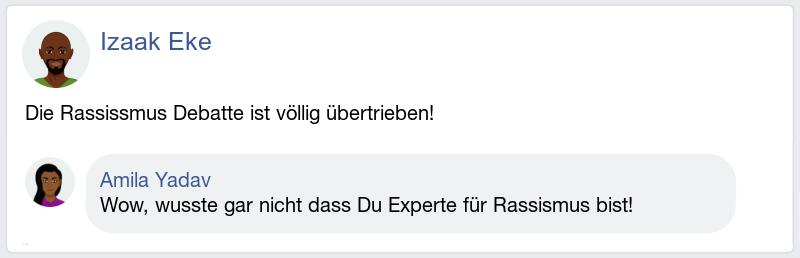 Izaak Eke
Die Rassissmus Debatte ist völlig übertrieben!
Amila Yadav
Wow, wusste gar nicht dass Du Experte für Rassismus bist!